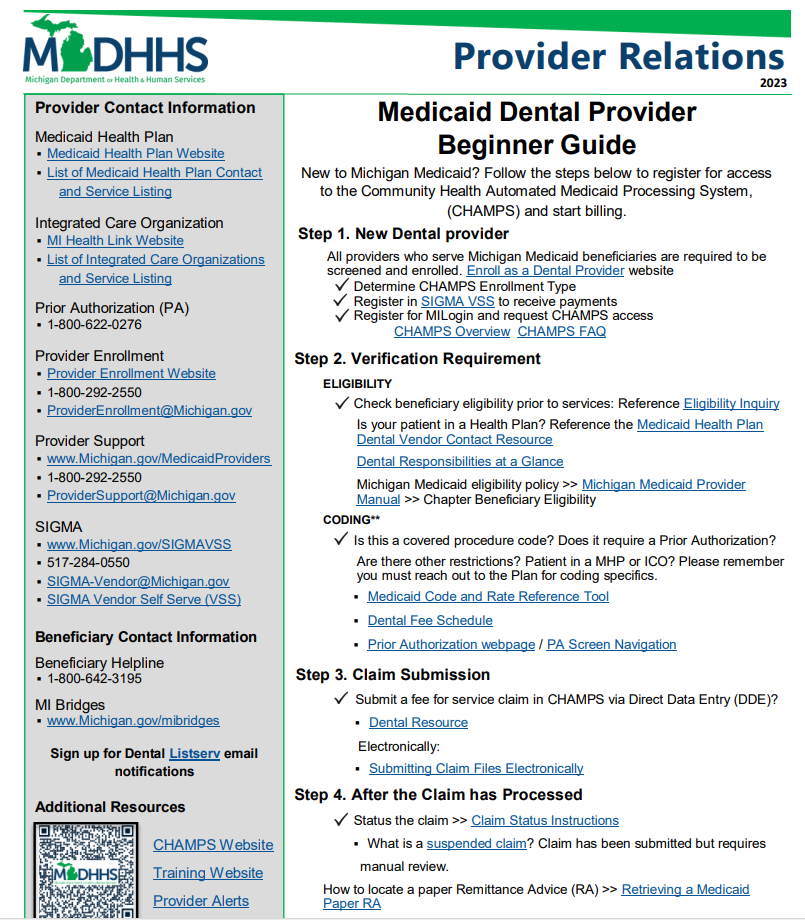 MDHHS
Michigan Department of Health & Human Services
Provider Relations
2023
Provider Contact Information
Medicaid Health Plan
▪ Medicaid Health Plan Website
▪ List of Medicaid Health Plan Contact
and Service Listing
Integrated Care Organization
▪ MI Health Link Website
▪ List of Integrated Care Organizations
and Service Listing
Prior Authorization (PA)
▪ 1-800-622-0276
Provider Enrollment
▪ Provider Enrollment Website
▪ 1-800-292-2550
▪ ProviderEnrollment@Michigan.gov
Provider Support
▪ www.Michigan.gov/MedicaidProviders
▪ 1-800-292-2550
▪ ProviderSupport@Michigan.gov
SIGMA
▪ www.Michigan.gov/SIGMAVSS
▪ 517-284-0550
▪ SIGMA-Vendor@Michigan.gov
▪ SIGMA Vendor Self Serve (VSS)
Beneficiary Contact Information
Beneficiary Helpline
▪ 1-800-642-3195
MI Bridges
▪ www.Michigan.gov/mibridges
Sign up for Dental Listserv email
notifications
Additional Resources
MDHHS
CHAMPS Website
Training Website
Provider Alerts
Medicaid Dental Provider
Beginner Guide
New to Michigan Medicaid? Follow the steps below to register for access
to the Community Health Automated Medicaid Processing System,
(CHAMPS) and start billing.
Step 1. New Dental provider
All providers who serve Michigan Medicaid beneficiaries are required to be
screened and enrolled. Enroll as a Dental Provider website
✓ Determine CHAMPS Enrollment Type
✓ Register in SIGMA VSS to receive payments
✓ Register for MILogin and request CHAMPS access
CHAMPS Overview CHAMPS FAQ
Step 2. Verification Requirement
ELIGIBILITY
✓ Check beneficiary eligibility prior to services: Reference Eligibility Inquiry
Is your patient in a Health Plan? Reference the Medicaid Health Plan
Dental Vendor Contact Resource
Dental Responsibilities at a Glance
Michigan Medicaid eligibility policy >> Michigan Medicaid Provider
Manual >> Chapter Beneficiary Eligibility
CODING**
✓ Is this a covered procedure code? Does it require a Prior Authorization?
Are there other restrictions? Patient in a MHP or ICO? Please remember
you must reach out to the Plan for coding specifics.
▪ Medicaid Code and Rate Reference Tool
▪ Dental Fee Schedule
▪ Prior Authorization webpage / PA Screen Navigation
Step 3. Claim Submission
✓ Submit a fee for service claim in CHAMPS via Direct Data Entry (DDE)?
▪ Dental Resource
Electronically:
▪ Submitting Claim Files Electronically
Step 4. After the Claim has Processed
✓ Status the claim >> Claim Status Instructions
▪ What is a suspended claim? Claim has been submitted but requires
manual review.
How to locate a paper Remittance Advice (RA) >> Retrieving a Medicaid
Paper RA